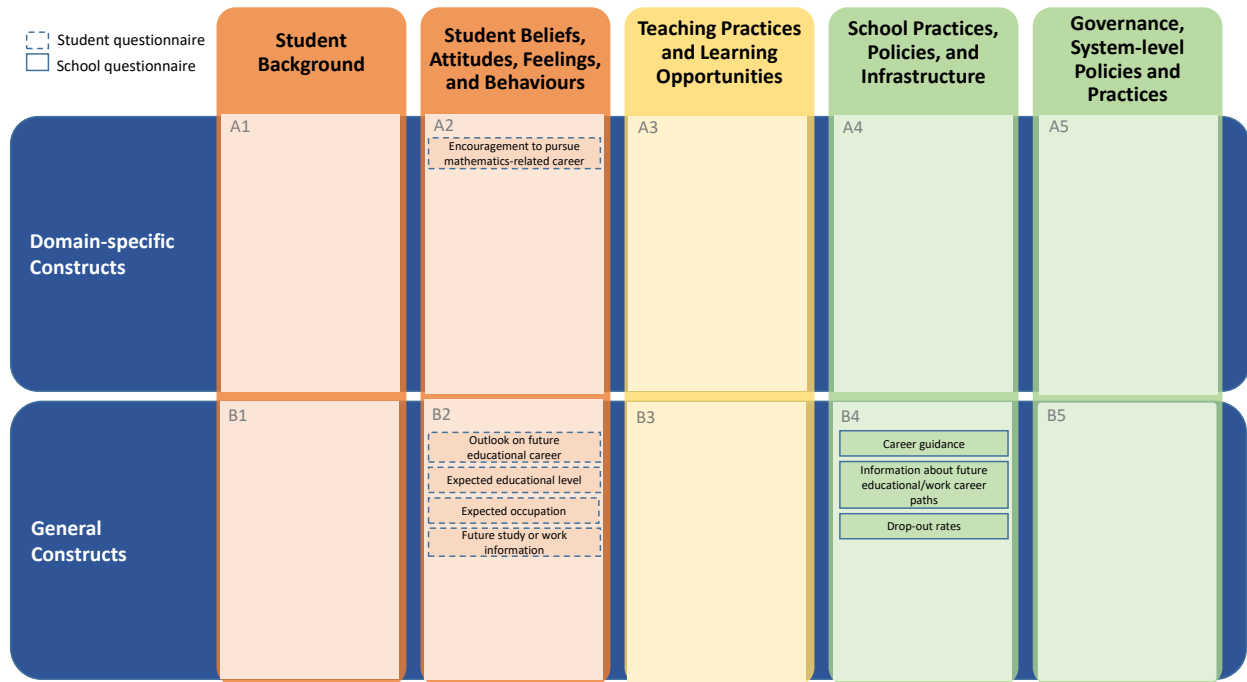 Student questionnaire
School questionnaire
Student
Background
Student Beliefs,
Attitudes, Feelings,
and Behaviours
Teaching Practices
and Learning
Opportunities
School Practices,
Policies, and
Infrastructure
Governance,
System-level
Policies and
Practices
Domain-specific
Constructs
A1
A2
Encouragement to pursue
mathematics-related career
A3
A4
A5
General
Constructs
B1
B2
Outlook on future
educational career
Expected educational level
Expected occupation
Future study or work
information
B3
B4
Career guidance
Information about future
educational/work career
paths
Drop-out rates
B5